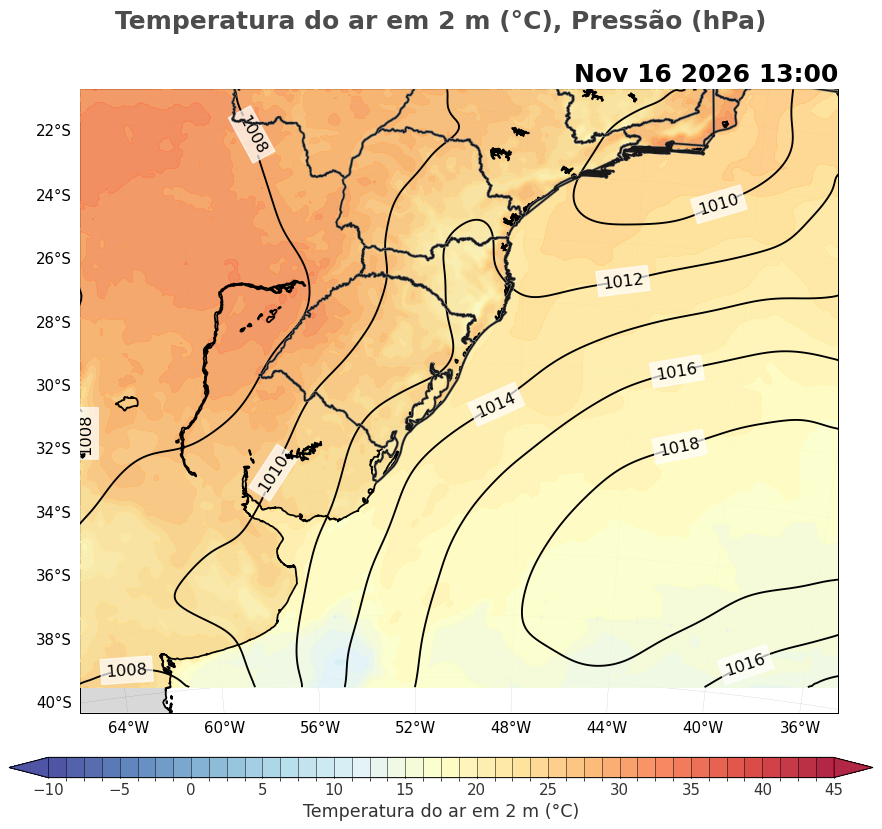 Temperatura do ar em 2 m (°C), Pressão (hPa)
Nov 16 2026 13:00
22°S
24°S
26°S
28°S
30°S
32°S
34°S
36°S
38°S
40°S
1008
1010
1012
1016
1014
1008
1018
1010
1016
1008
64°W 60°W 56°W 52°W 48°W 44°W 40°W 36°W
−10 −5 0 5 10 15 20 25 30 35 40 45
Temperatura do ar em 2 m (°C)